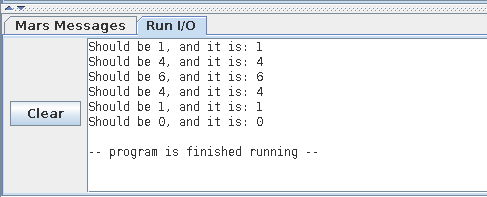 Mars Messages Run I/O
Should be 1, and it is: 1
Should be 4, and it is: 4
Should be 6, and it is: 6
Should be 4, and it is: 4
Should be 1, and it is: 1
Should be 0, and it is: 0
Clear
-- program is finished running --